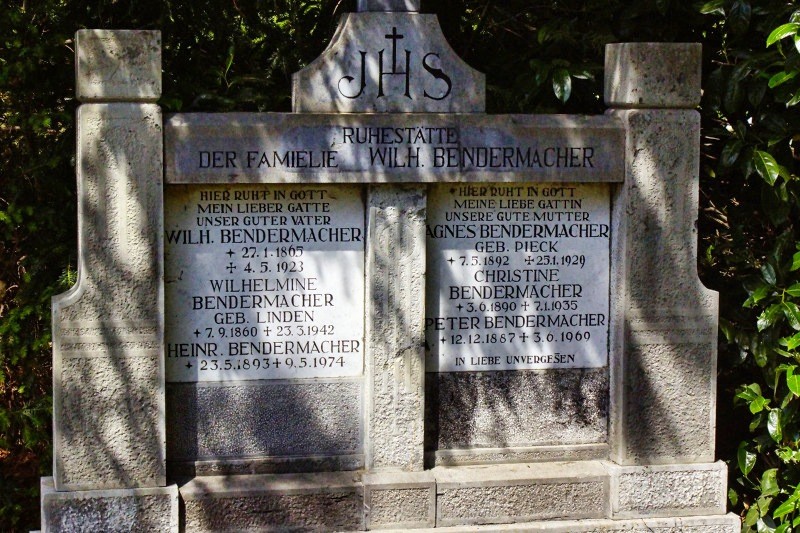 JHS
RUHESTÄTTE
DER FAMIELIE WILH. BENDERMACHER
HIER RUHT IN GOTT
MEIN LIEBER GATTE
UNSER GUTER VATER
WILH. BENDERMACHER
+ 27.1.1865
+ 4.5.1923
WILHELMINE
BENDERMACHER
GEB. LINDEN
+ 7.9.1860 + 23.3.1942
HEINR. BENDERMACHER
+ 23.5.1893 + 9.5.1974
HIER RUHT IN GOTT
MEINE LIEBE GATTIN
UNSERE GUTE MUTTER
AGNES BENDERMACHER
GEB. PIECK
+ 7.5.1892 + 25.1.1929
CHRISTINE
BENDERMACHER
+ 3.6.1890 + 7.1.1935
PETER BENDERMACHER
+ 12.12.1887 + 3.6.1969
IN LIEBE UNVERGESEN